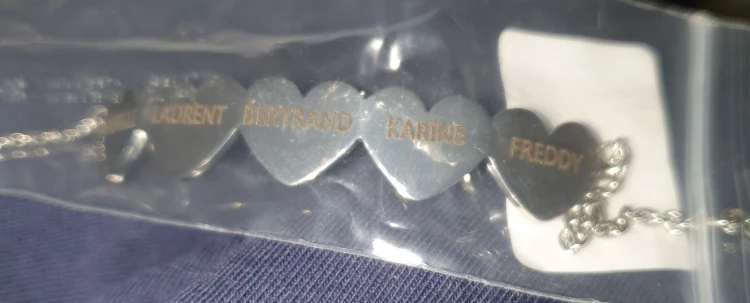 LAURENT
BERTRAND
KARINE
FREDDY